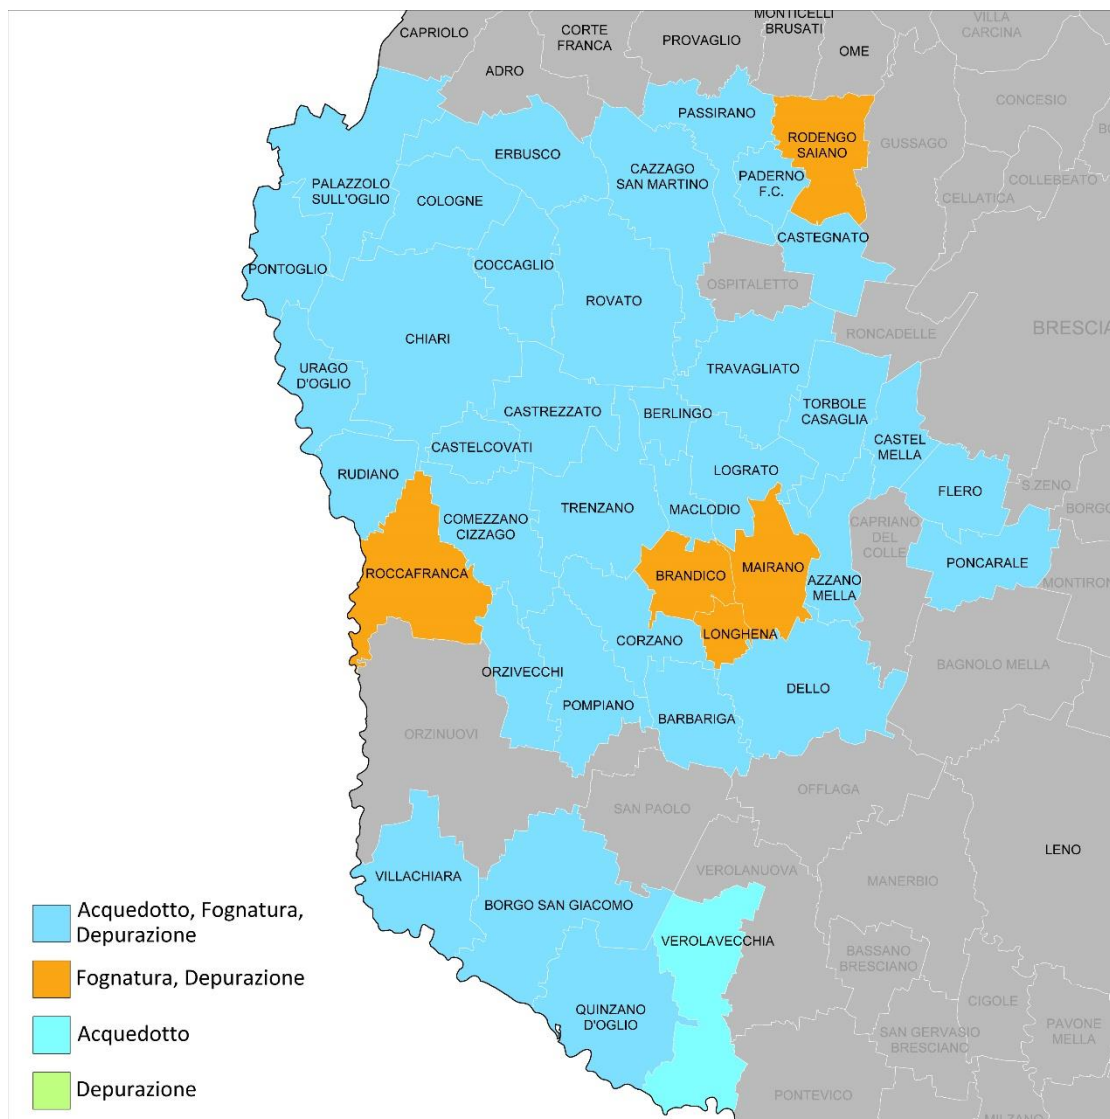 MONTICELLI
BRUSATI
VILLA
CARCINA
CAPRIOLO
CORTE
FRANCA
PROVAGLIO
OME
ADRO
CONCESIO
PASSIRANO
RODENGO
SAIANO
GUSSAGO
ERBUSCO
CAZZAGO
SAN MARTINO
PADERNO
F.C.
COLLEBEATO
CELLATICA
PALAZZOLO
SULL'OGLIO
COLOGNE
CASTEGNATO
PONTOGLIO
COCCAGLIO
OSPITALETTO
ROVATO
BRESCIA
RONCADELLE
CHIARI
URAGO
D'OGLIO
TRAVAGLIATO
CASTREZZATO
BERLINGO
TORBOLE
CASAGLIA
CASTELCOVATI
CASTEL
MELLA
RUDIANO
LOGRATO
FLERO
S.ZENO
BORGO
TRENZANO
MACLODIO
COMEZZANO
CIZZAGO
CAPRIANO
DEL
COLLE
PONCARALE
ROCCAFRANCA
BRANDICO
MAIRANO
AZZANO
MELLA
MONTIRON
CORZANO
LONGHENA
ORZIVECCHI
BAGNOLO MELLA
DELLO
POMPIANO
BARBARIGA
ORZINUOVI
OFFLAGA
SAN PAOLO
LENO
VEROLANUOVA
VILLACHIARA
MANERBIO
BORGO SAN GIACOMO
VEROLAVECCHIA
BASSANO
BRESCIANO
CIGOLE
QUINZANO
D'OGLIO
SAN GERVASIO
BRESCIANC
PAVONE
MELLA
PONTEVICO
MILZANO
Acquedotto, Fognatura,
Depurazione
Fognatura, Depurazione
Acquedotto
Depurazione